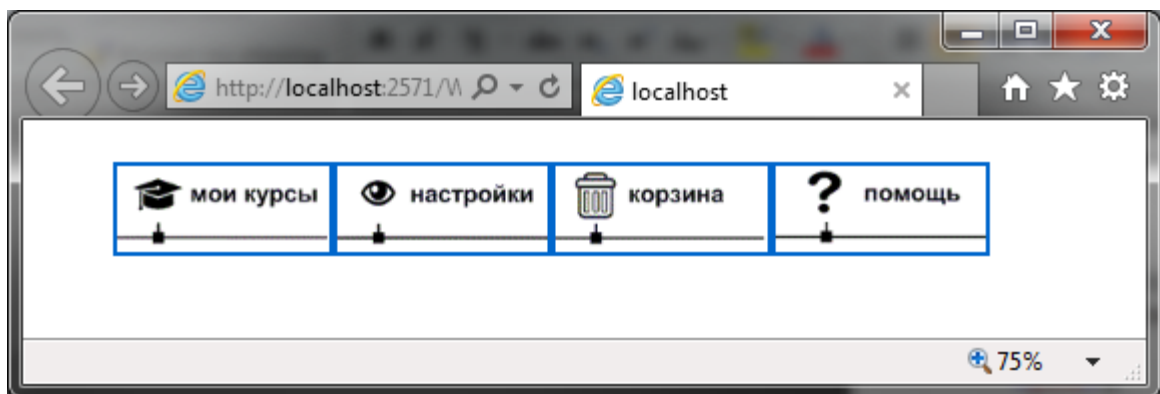 http://localhost:2571/W
localhost
мои курсы
настройки
корзина
помощь
75%